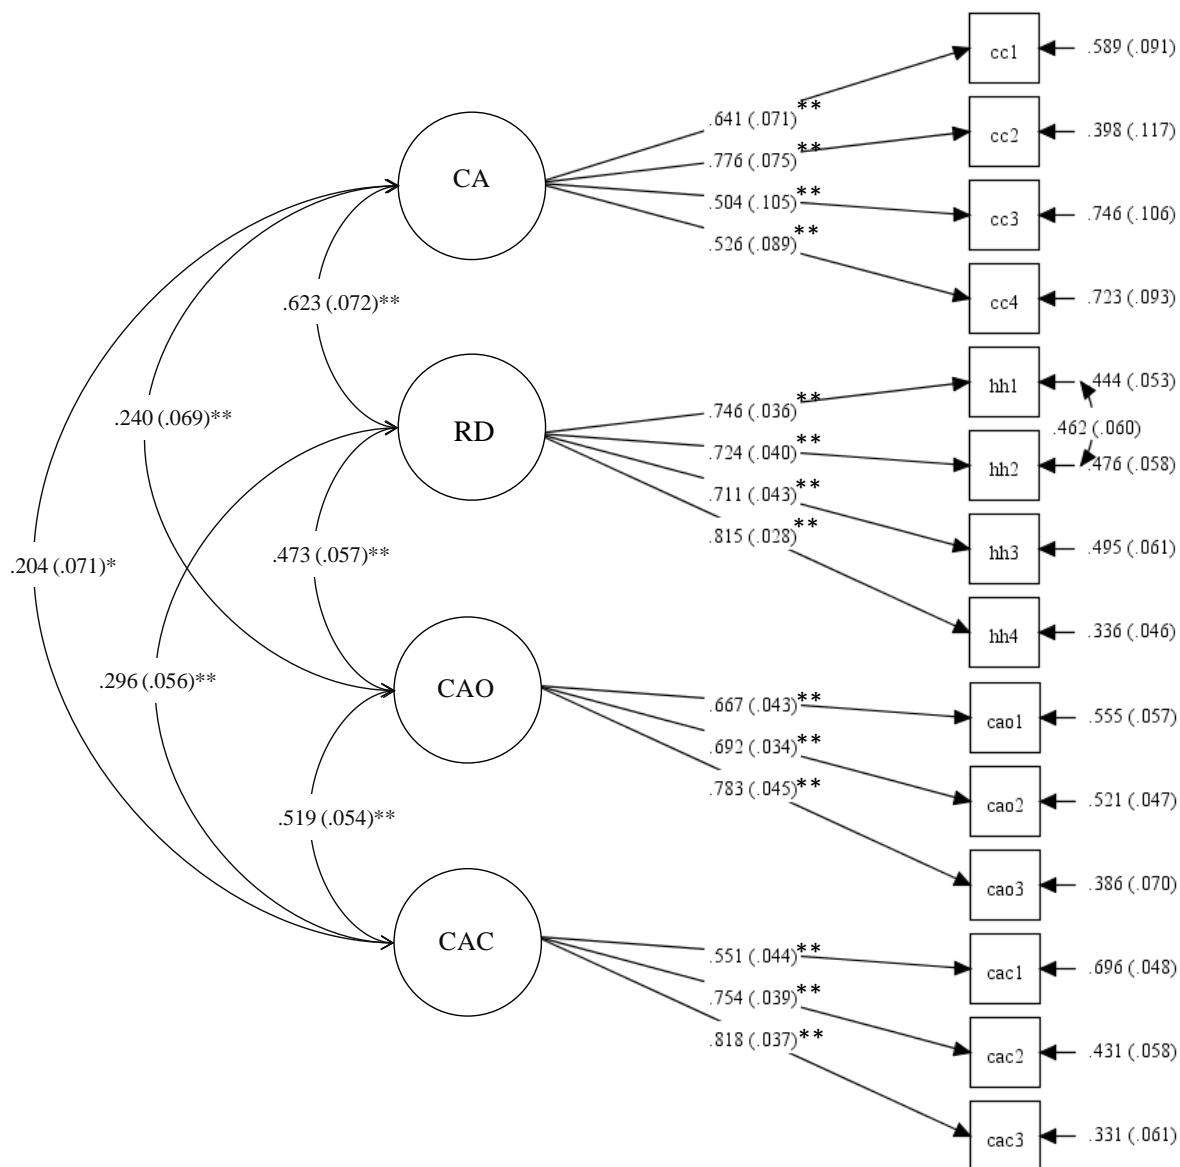 cc1
.589 (.091)
.641 (.071)**
cc2
.398 (.117)
.776 (.075)**
CA
cc3
.746 (.106)
.504 (.105)**
.526 (.089)**
cc4
.723 (.093)
.623 (.072)**
hh1
.444 (.053)
.746 (.036)**
.240 (.069)**
RD
.462 (.060)
.724 (.040)**
hh2
.476 (.058)
.711 (.043)**
.815 (.028)**
hh3
.495 (.061)
.473 (.057)**
.204 (.071)*
hh4
.336 (.046)
.296 (.056)**
CAO
.667 (.043)**
cao1
.555 (.057)
.692 (.034)**
.783 (.045)**
cao2
.521 (.047)
.519 (.054)**
cao3
.386 (.070)
CAC
.551 (.044)**
cac1
.696 (.048)
.754 (.039)**
.818 (.037)**
cac2
.431 (.058)
cac3
.331 (.061)